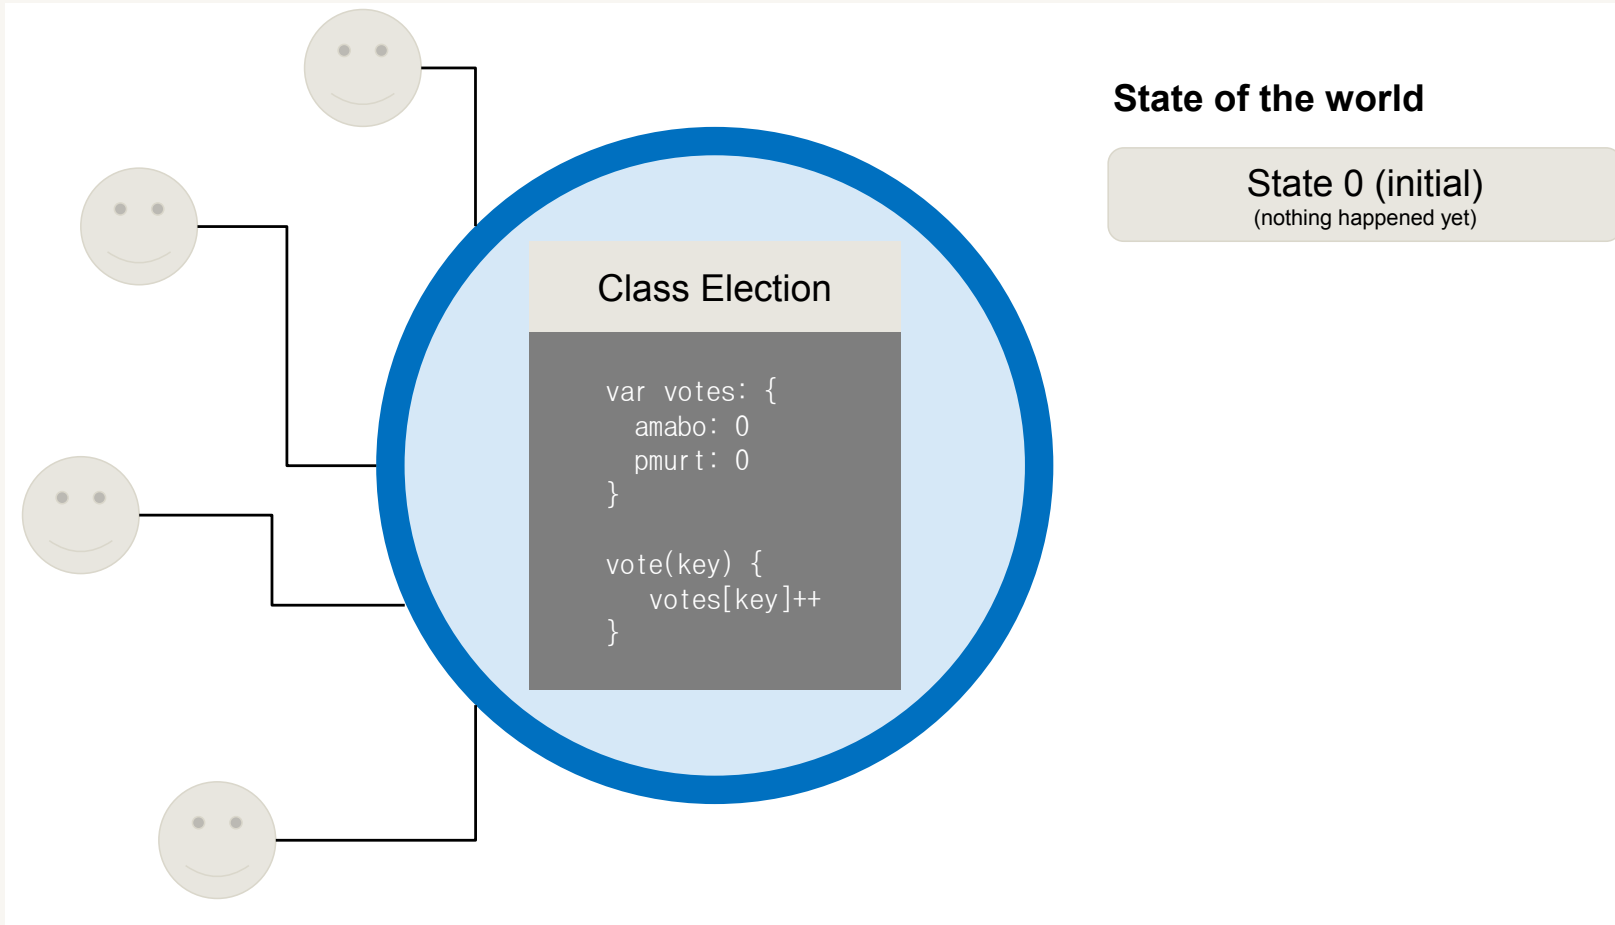 State of the world
State 0 (initial)
(nothing happened yet)
Class Election
var votes: {
amabo: 0
pmurt: 0
}
vote(key) {
votes[key]++
}